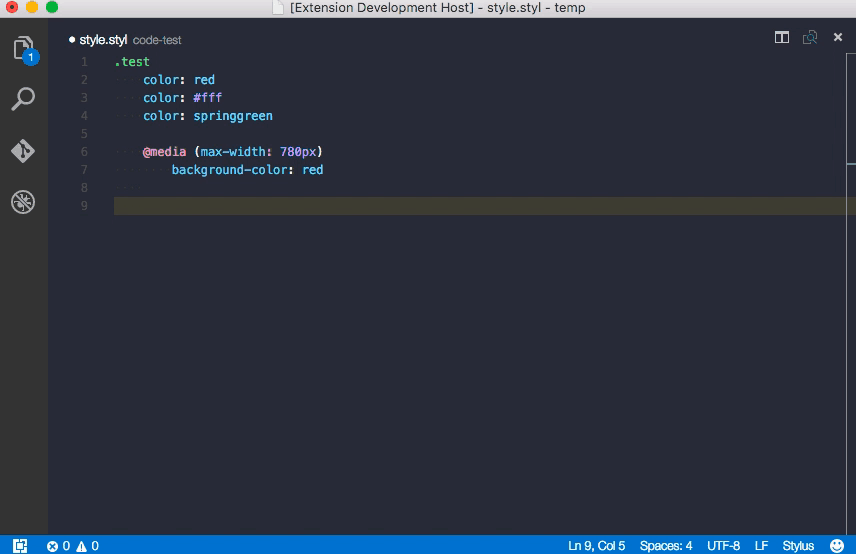 [Extension Development Host] - style.styl - temp
● style.styl code-test
1 .test
2     color: red
3     color: #fff
4     color: springgreen
5
6     @media (max-width: 780px)
7         background-color: red
8
9
1
0 0 Ln 9, Col 5 Spaces: 4 UTF-8 LF Stylus